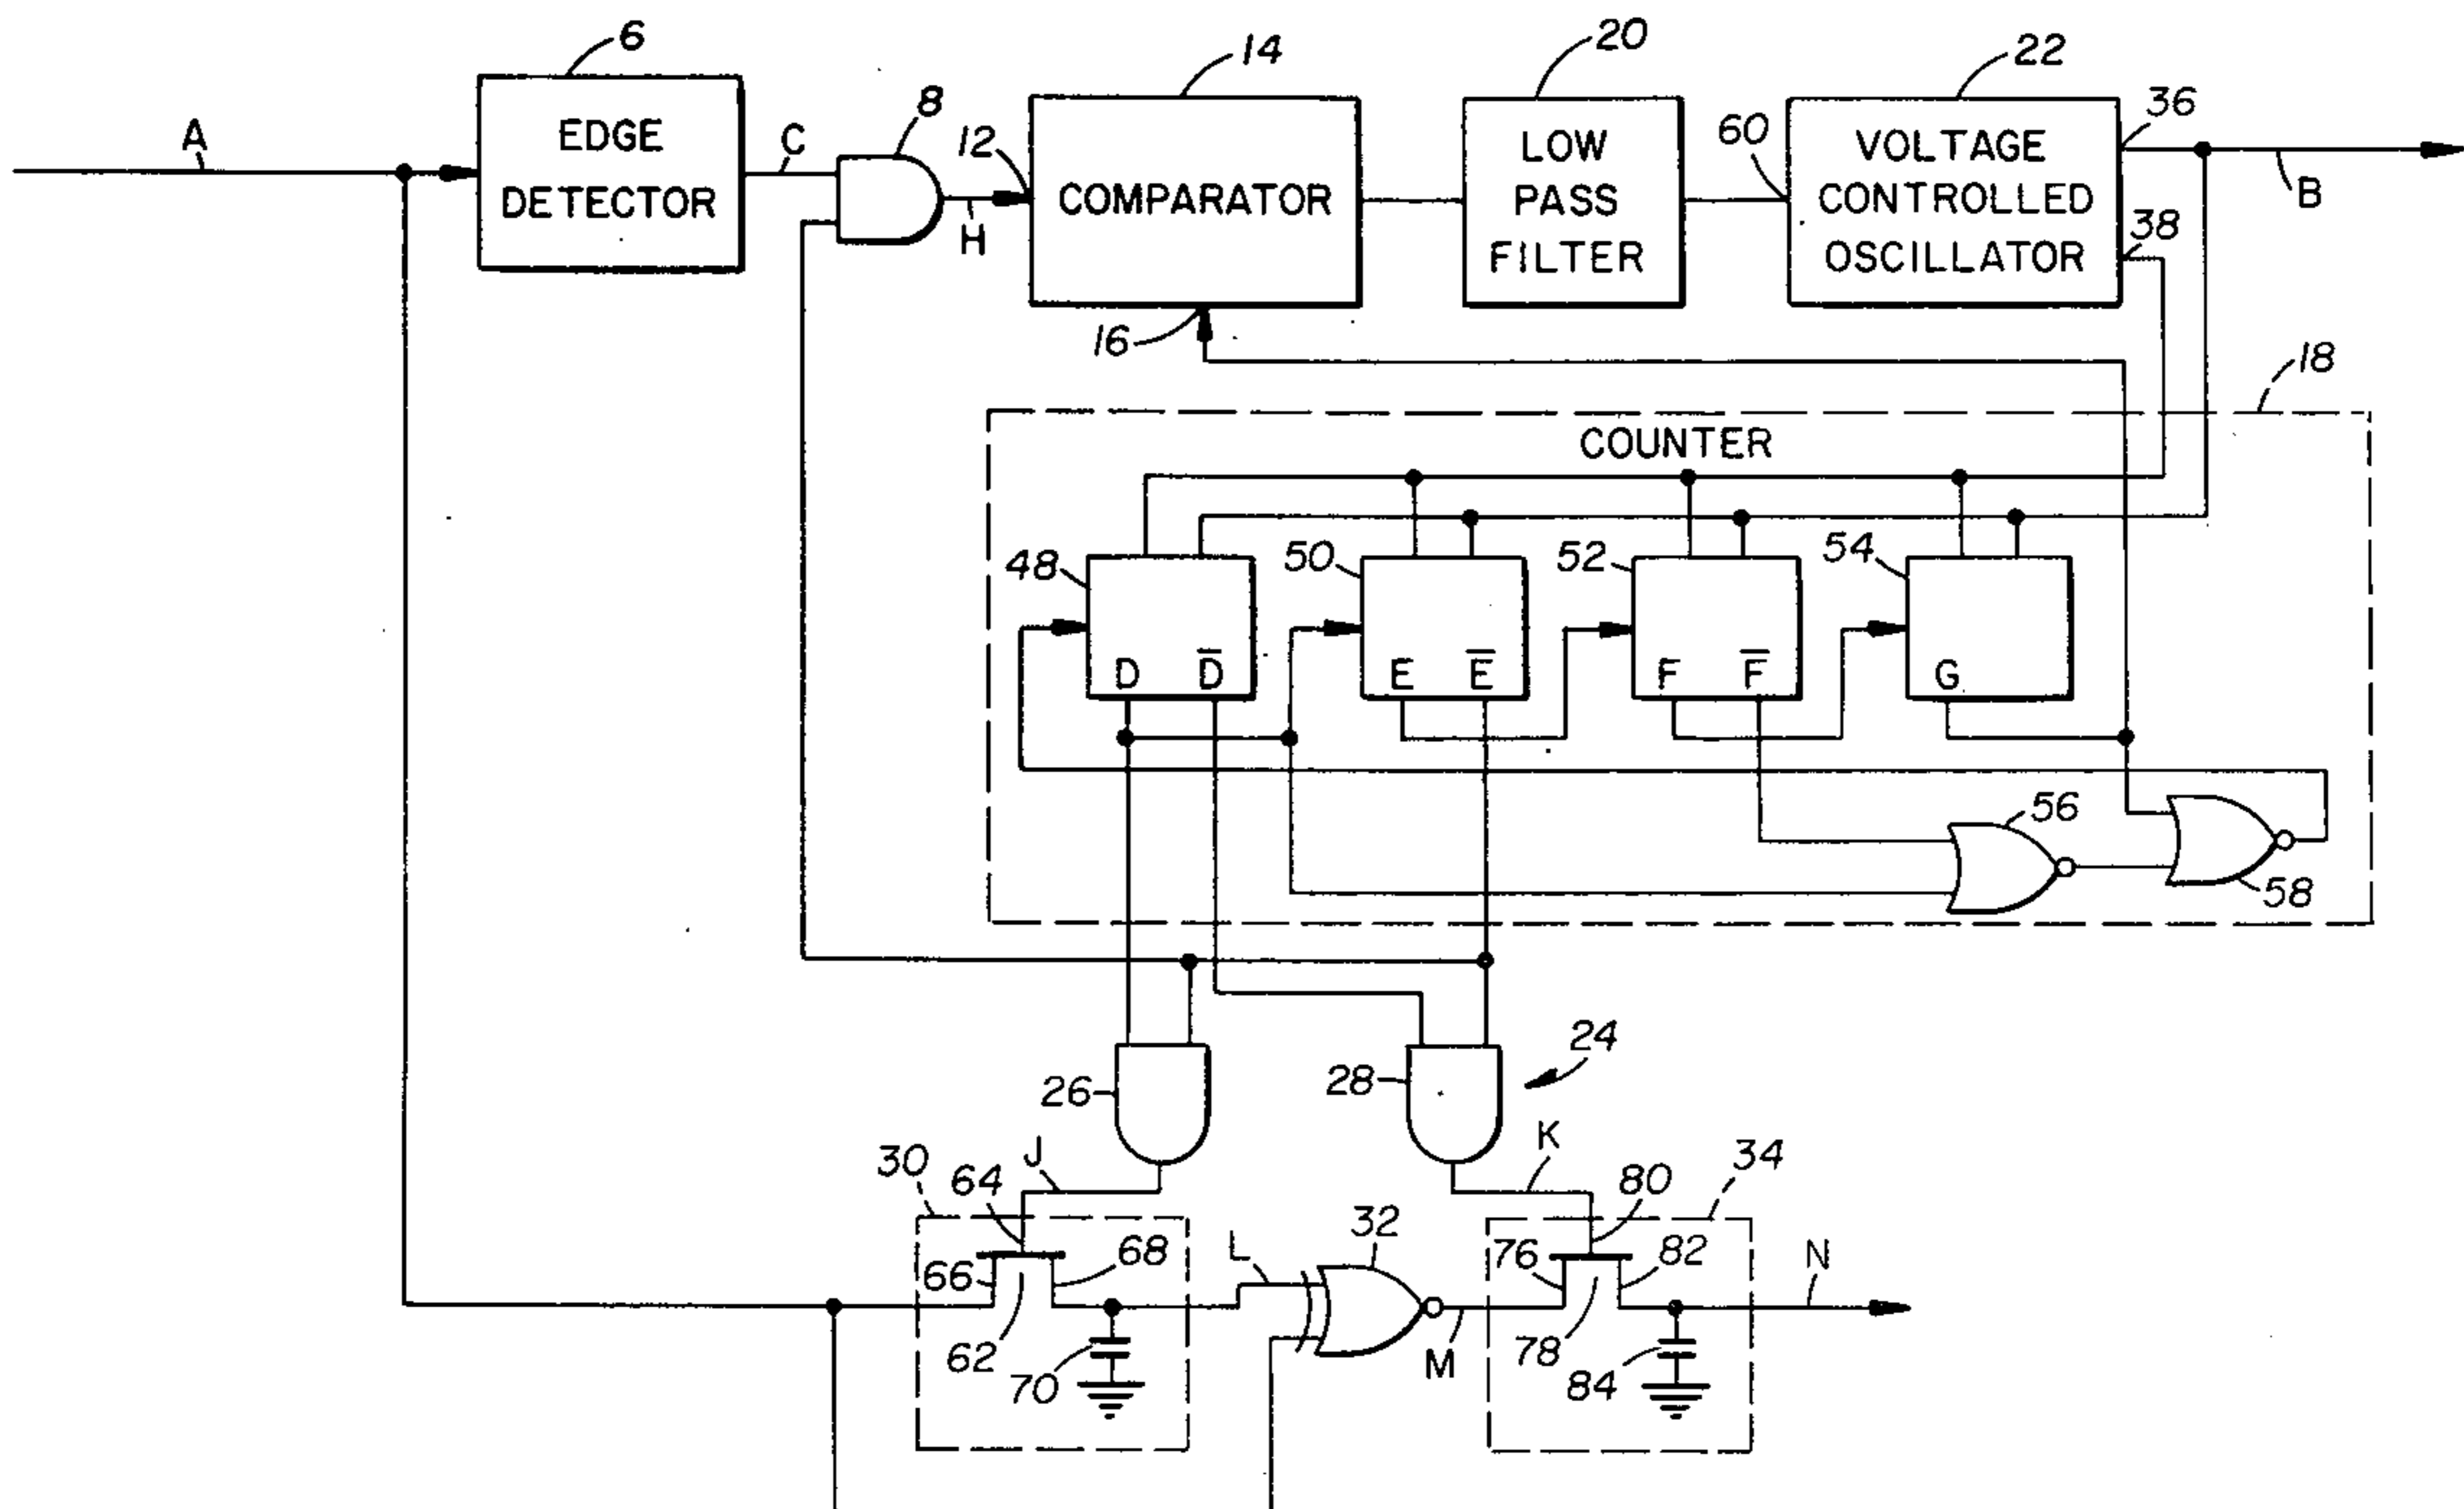 6
14
20
22
36
A
EDGE
DETECTOR
C
8
12
H
COMPARATOR
16
LOW
PASS
FILTER
60
VOLTAGE
CONTROLLED
OSCILLATOR
38
B
18
COUNTER
48
50
52
54
D D̅
E E̅
F F̅
G
56
58
26
28
24
30
64
J
K
80
34
66
62
68
70
L
32
M
76
78
82
84
N